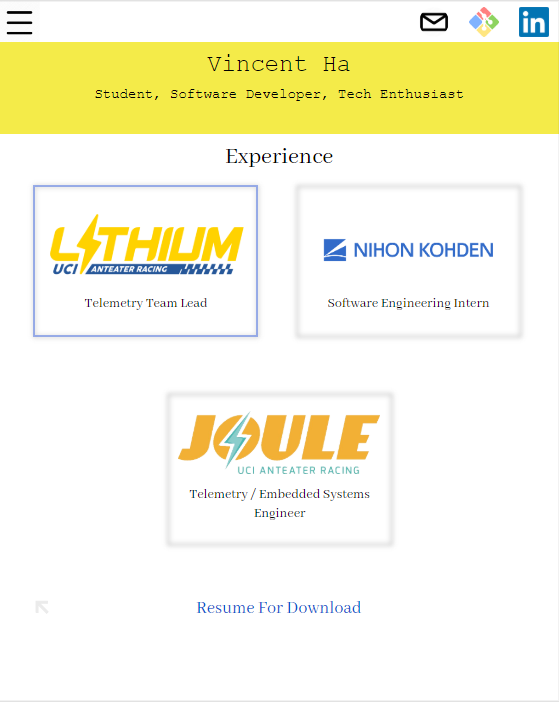 in
Vincent Ha
Student, Software Developer, Tech Enthusiast
Experience
LITHIUM
UCI ANTEATER RACING
Telemetry Team Lead
NIHON KOHDEN
Software Engineering Intern
JOULE
UCI ANTEATER RACING
Telemetry / Embedded Systems
Engineer
Resume For Download